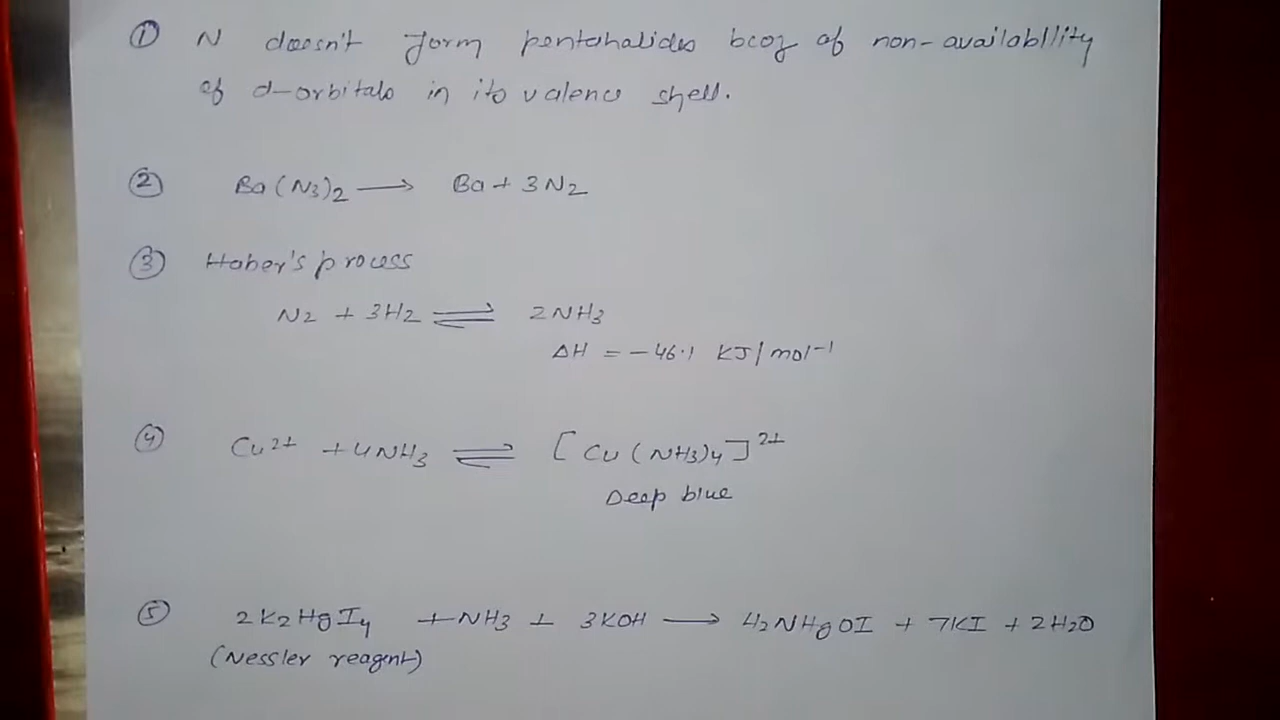 ① N doesn't form pentahalides bcoz of non-availability
of d-orbitals in its valence shell.
② Ba(N3)2 → Ba + 3N2
③ Haber's process
N2 + 3H2 ⇌ 2NH3
ΔH = -46.1 KJ/mol-1
④ Cu2+ + 4NH3 ⇌ [Cu(NH3)4]2+
Deep blue
⑤ 2K2HgI4 + NH3 + 3KOH → H2NHgOI + 7KI + 2H2O
(Nessler reagent)